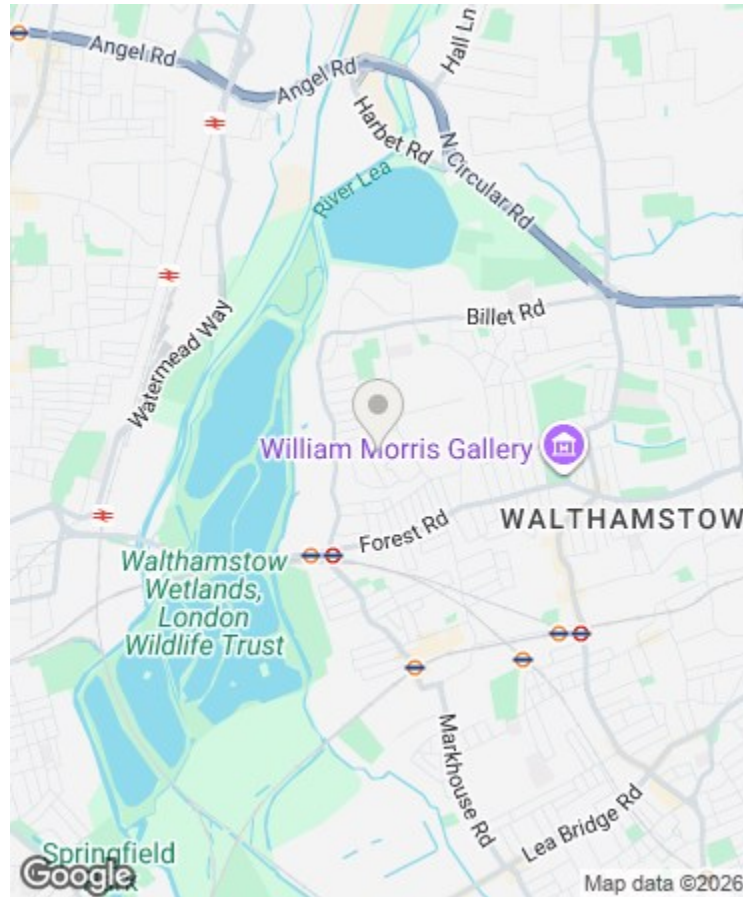 Angel Rd
Angel Rd
Hall Ln
Harbet Rd
N Circular Rd
River Lea
Billet Rd
Watermead Way
William Morris Gallery
Forest Rd
WALTHAMSTOW
Walthamstow
Wetlands,
London
Wildlife Trust
Markhouse Rd
Lea Bridge Rd
Springfield
Google
Map data ©2026